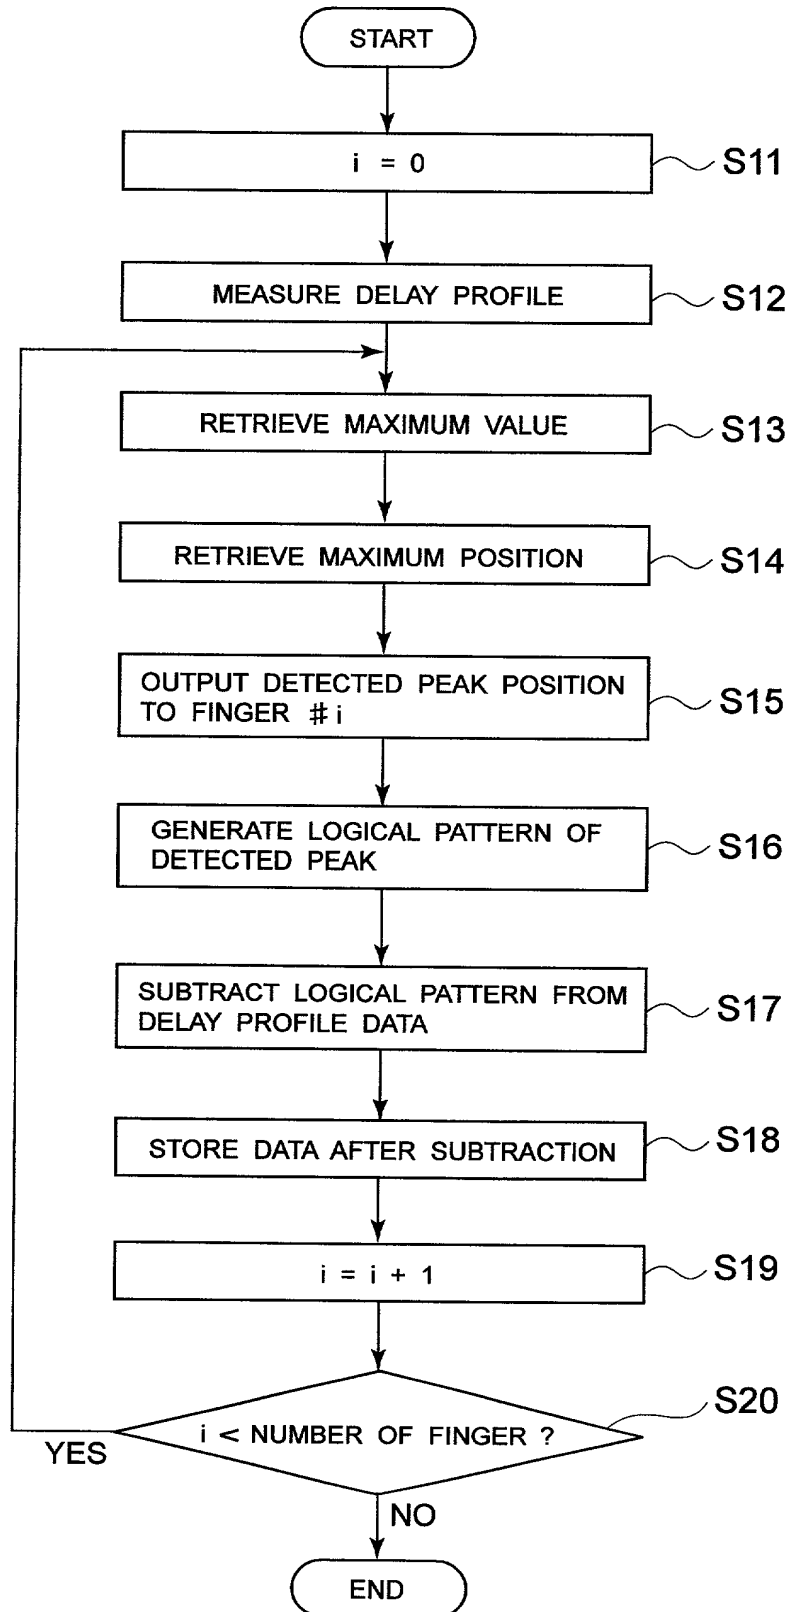 START
i = 0
S11
MEASURE DELAY PROFILE
S12
RETRIEVE MAXIMUM VALUE
S13
RETRIEVE MAXIMUM POSITION
S14
OUTPUT DETECTED PEAK POSITION
TO FINGER #i
S15
GENERATE LOGICAL PATTERN OF
DETECTED PEAK
S16
SUBTRACT LOGICAL PATTERN FROM
DELAY PROFILE DATA
S17
STORE DATA AFTER SUBTRACTION
S18
i = i + 1
S19
i < NUMBER OF FINGER ?
S20
YES
NO
END